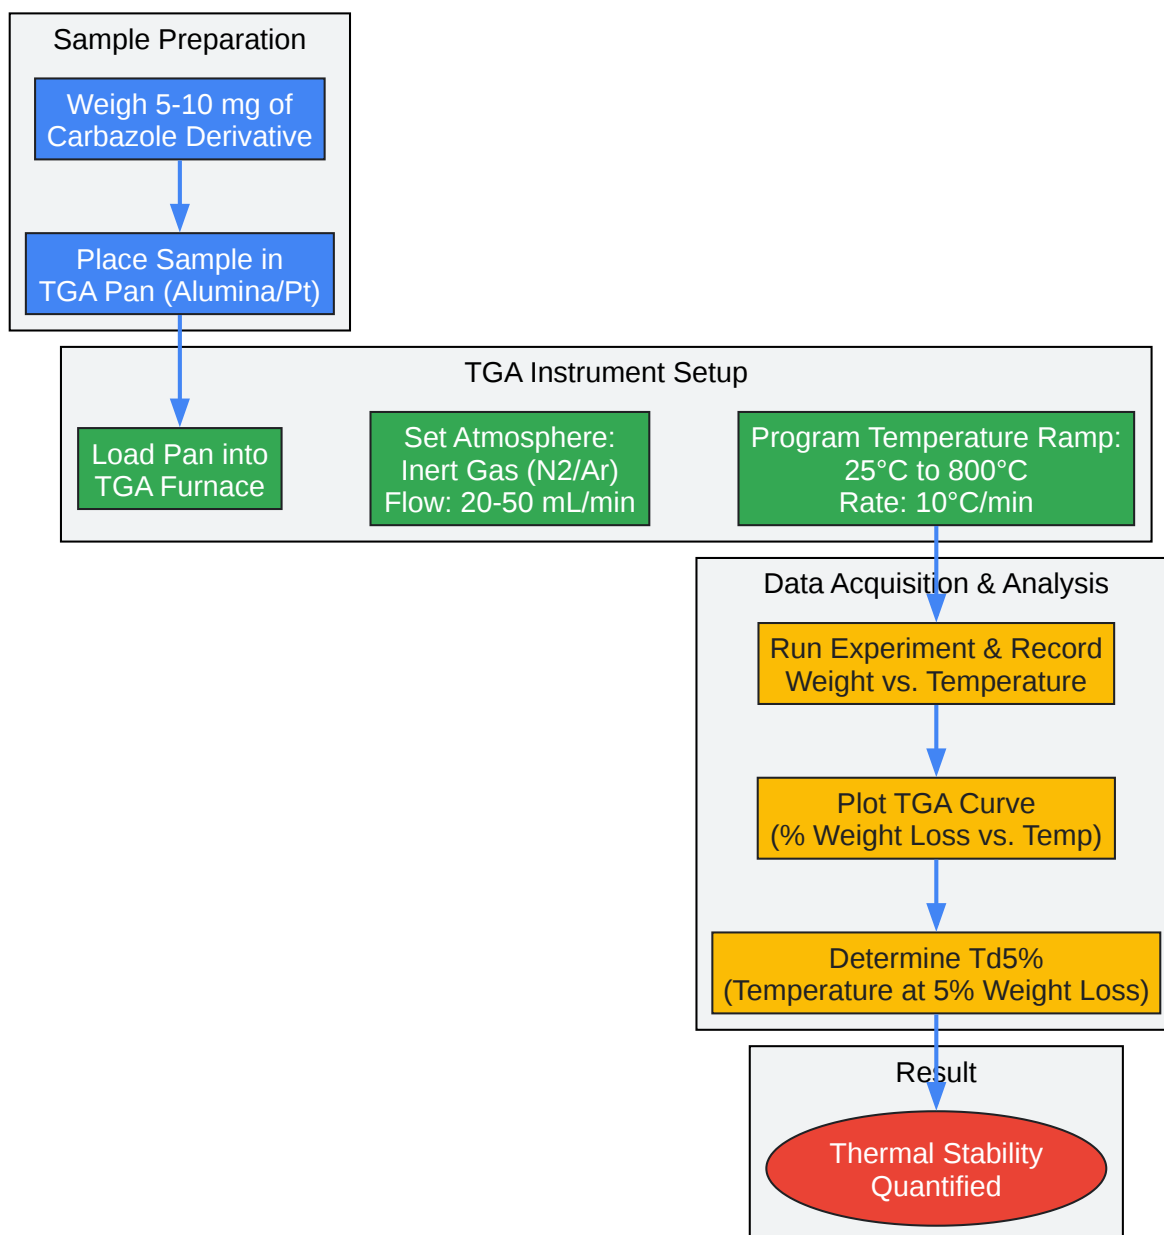 Sample Preparation
Weigh 5-10 mg of
Carbazole Derivative
Place Sample in
TGA Pan (Alumina/Pt)
TGA Instrument Setup
Load Pan into
TGA Furnace
Set Atmosphere:
Inert Gas (N2/Ar)
Flow: 20-50 mL/min
Program Temperature Ramp:
25°C to 800°C
Rate: 10°C/min
Data Acquisition & Analysis
Run Experiment & Record
Weight vs. Temperature
Plot TGA Curve
(% Weight Loss vs. Temp)
Determine Td5%
(Temperature at 5% Weight Loss)
Result
Thermal Stability
Quantified